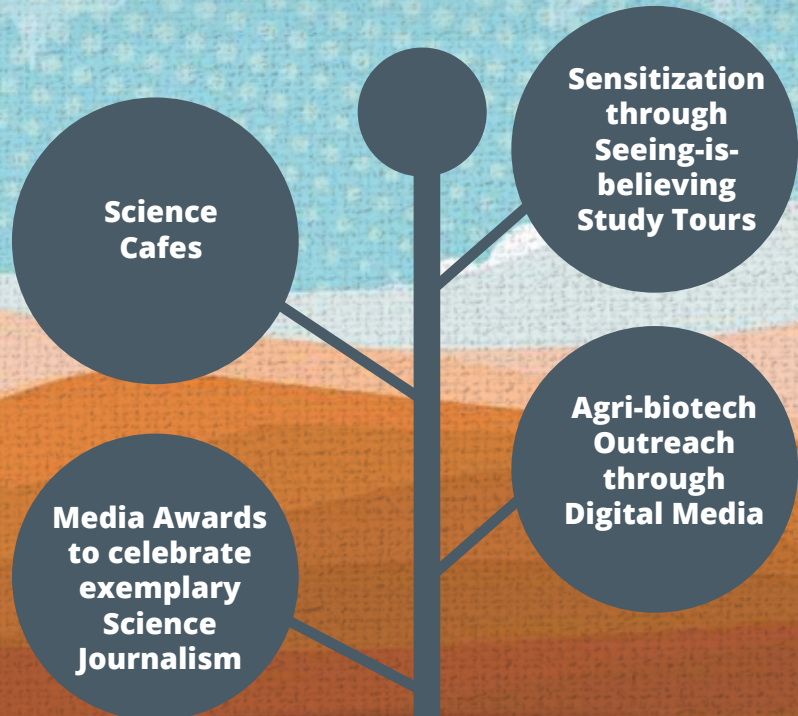 Sensitization
through
Seeing-is-
believing
Study Tours
Science
Cafes
Agri-biotech
Outreach
through
Digital Media
Media Awards
to celebrate
exemplary
Science
Journalism